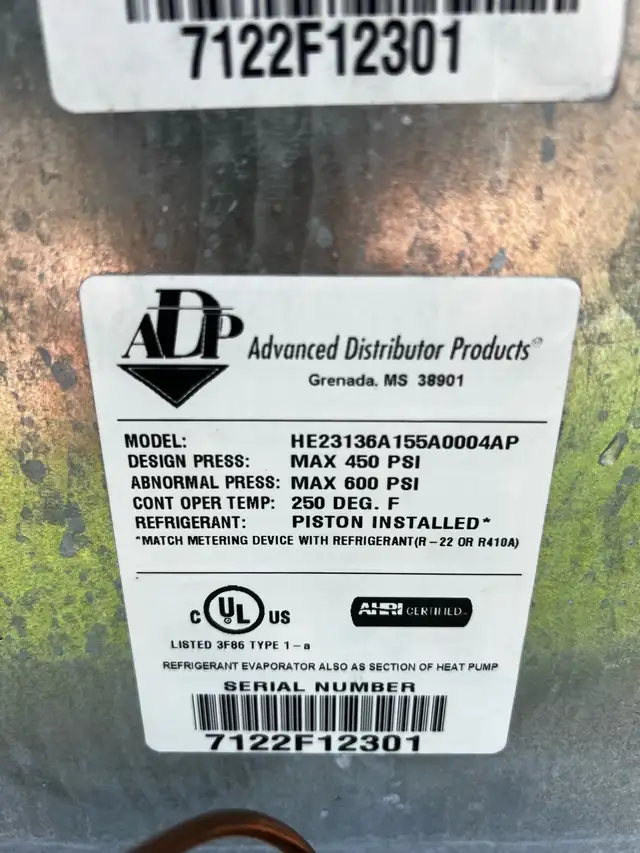 7122F12301
ADP Advanced Distributor Products®
Grenada. MS 38901
MODEL: HE23136A155A0004AP
DESIGN PRESS: MAX 450 PSI
ABNORMAL PRESS: MAX 600 PSI
CONT OPER TEMP: 250 DEG. F
REFRIGERANT: PISTON INSTALLED*
*MATCH METERING DEVICE WITH REFRIGERANT(R-22 OR R410A)
C UL US
AHRI CERTIFIED™
LISTED 3F86 TYPE 1-a
REFRIGERANT EVAPORATOR ALSO AS SECTION OF HEAT PUMP
SERIAL NUMBER
7122F12301